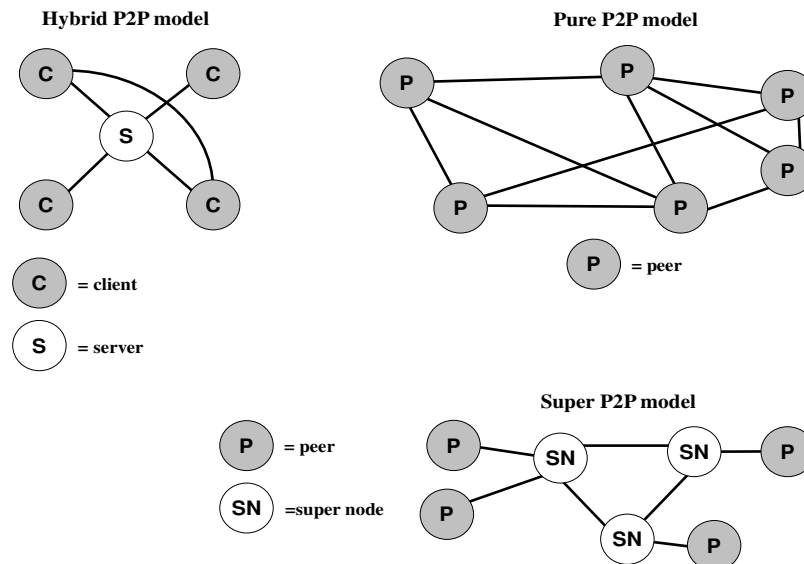 Hybrid P2P model
C
C
S
C
C
C = client
S = server
Pure P2P model
P
P
P
P
P
P
P = peer
Super P2P model
P = peer
SN =super node
P
SN
SN
P
P
SN
P